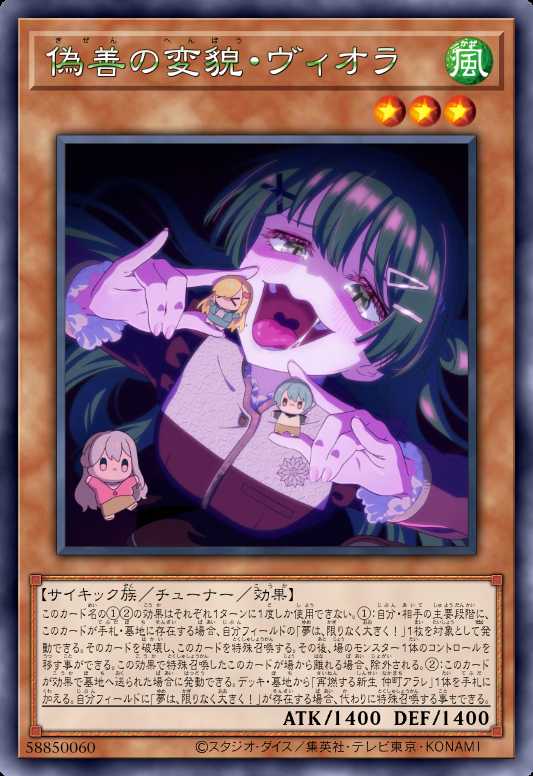 偽善の変貌・ヴィオラ
風
【サイキック族／チューナー／効果】
このカード名の①②の効果はそれぞれ1ターンに1度しか使用できない。①：自分・相手の主要段階に、
このカードが手札・墓地に存在する場合、自分フィールドの「夢は、限りなく大きく！」1枚を対象として発
動できる。そのカードを破壊し、このカードを特殊召喚する。その後、場のモンスター1体のコントロールを
移す事ができる。この効果で特殊召喚したこのカードが場から離れる場合、除外される。②：このカード
が効果で墓地へ送られた場合に発動できる。デッキ・墓地から「再燃する新生 仲町アラレ」1体を手札に
加える。自分フィールドに「夢は、限りなく大きく！」が存在する場合、代わりに特殊召喚する事もできる。
ATK/1400 DEF/1400
58850060
©スタジオ・ダイス／集英社・テレビ東京・KONAMI